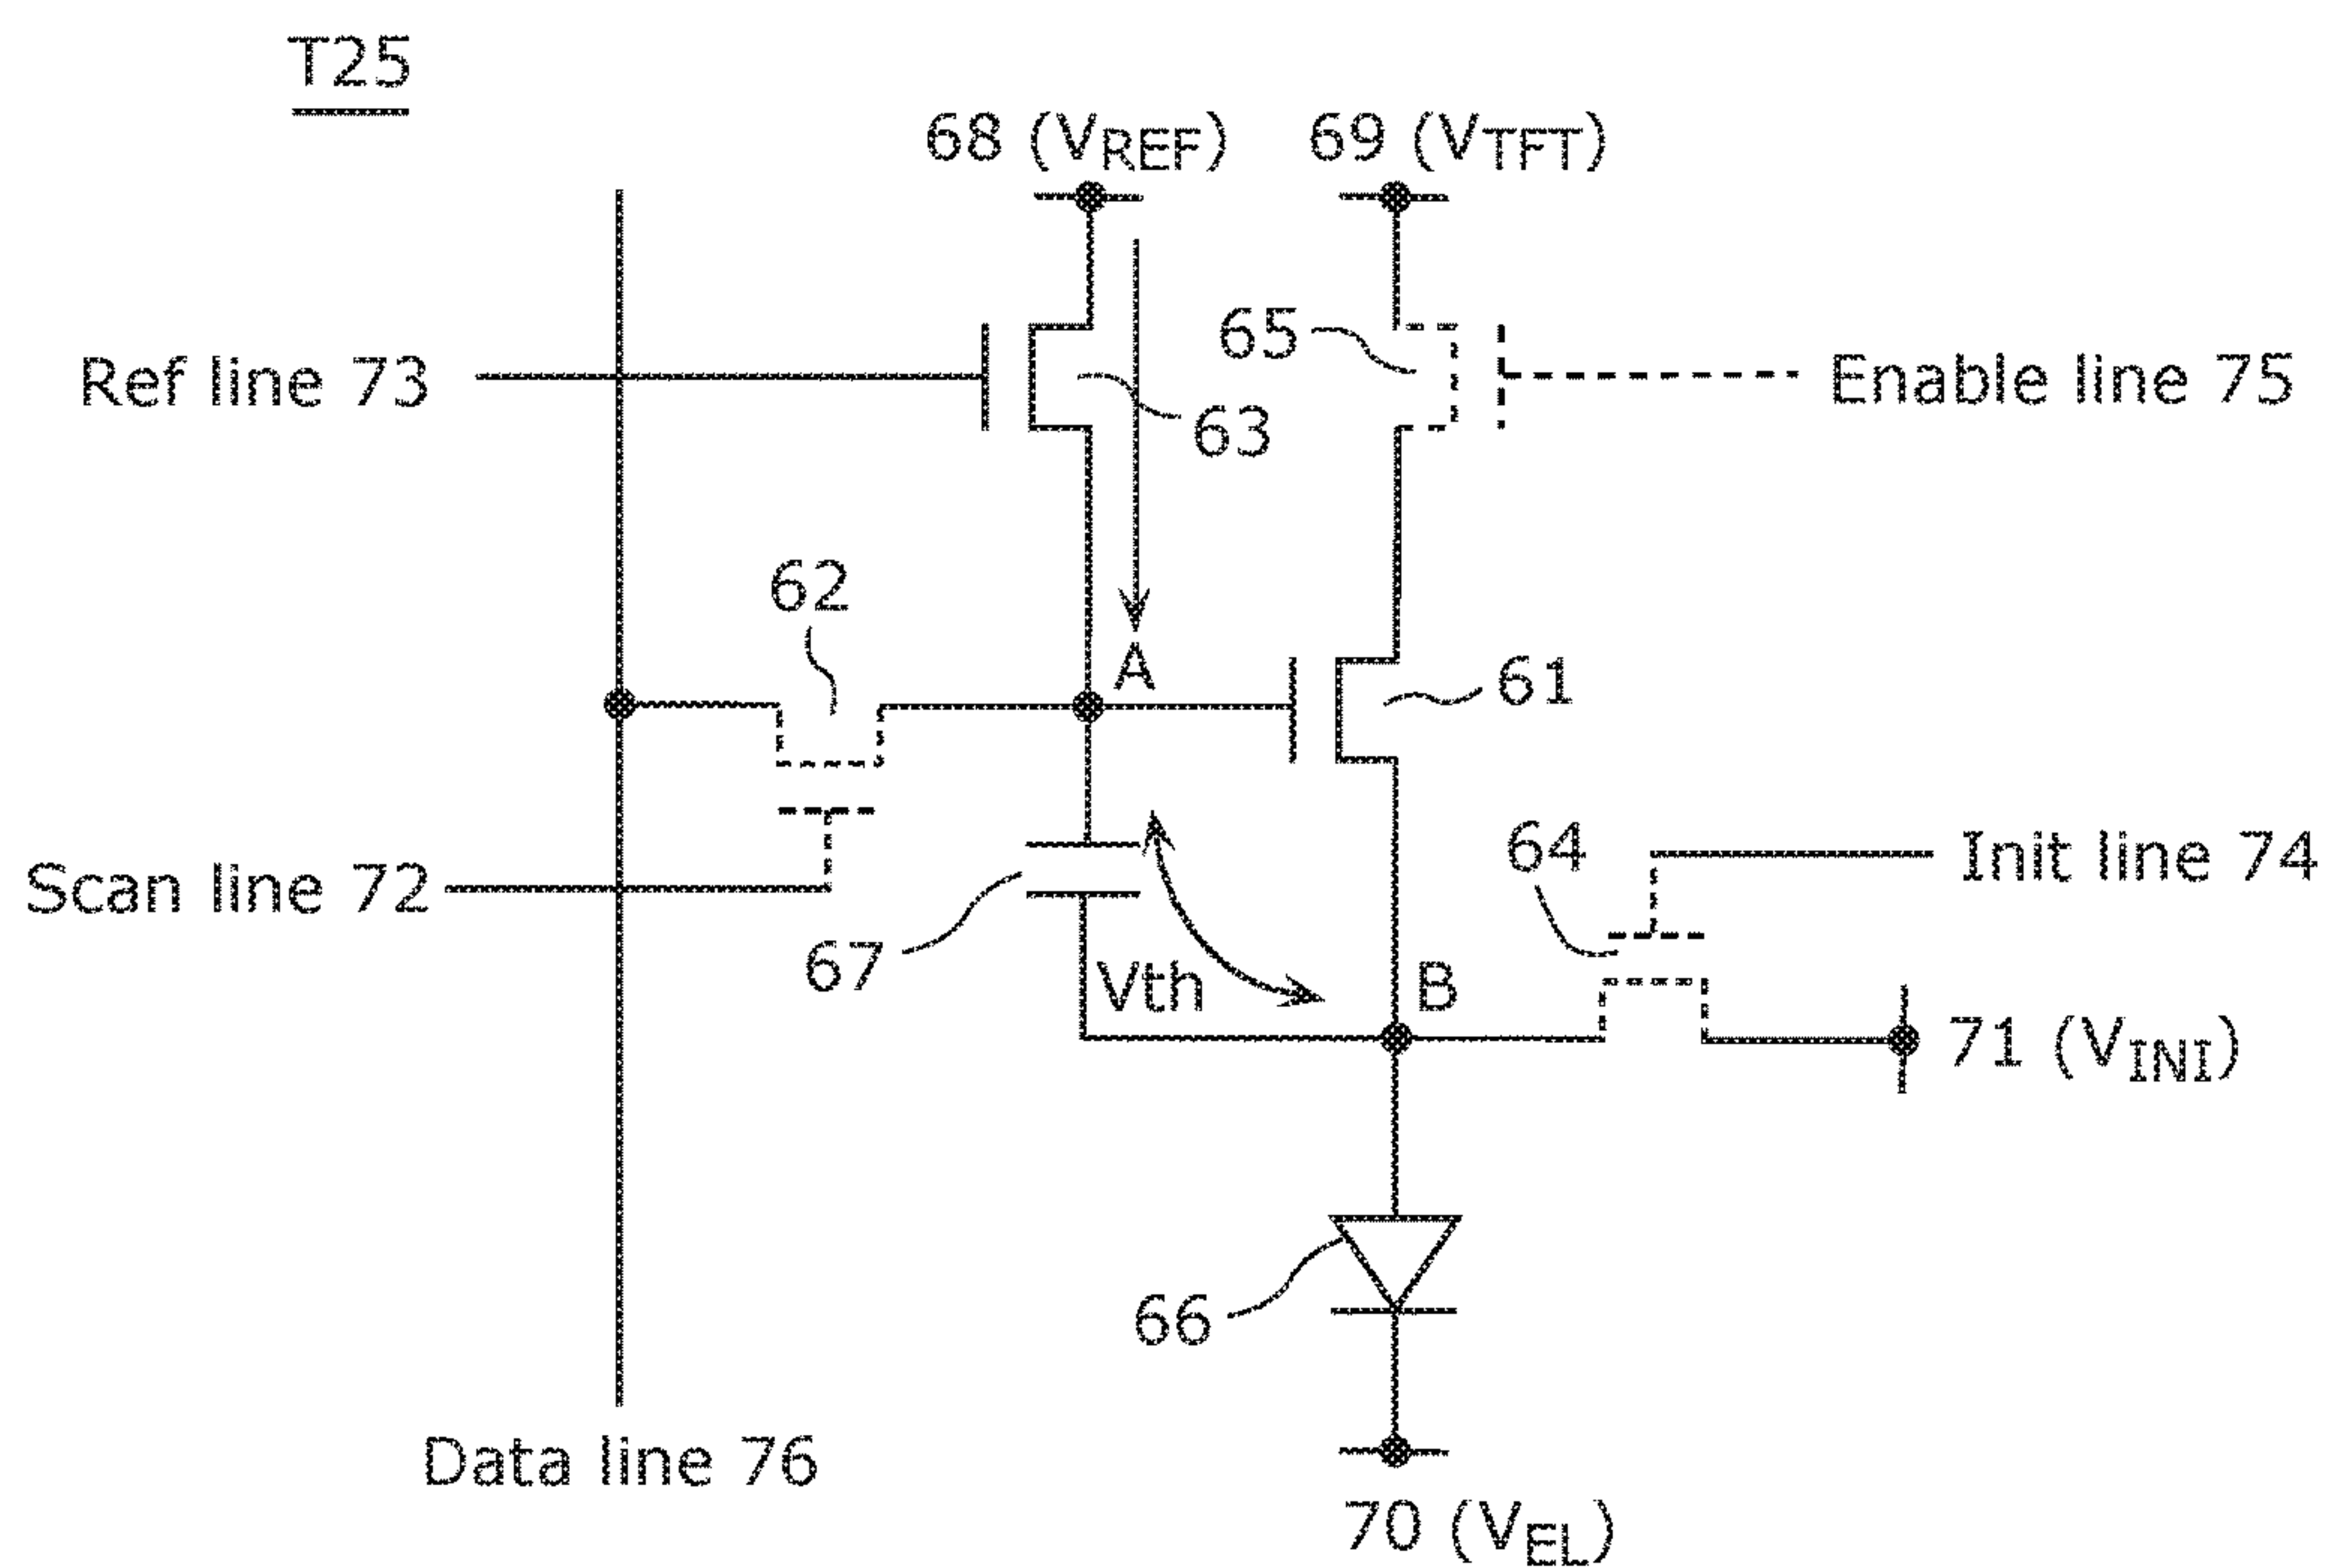 T25
68 (VREF)
69 (VTFT)
65
Ref line 73
Enable line 75
63
62
A
61
64
Init line 74
Scan line 72
67
Vth
B
71 (VINI)
66
Data line 76
70 (VEL)